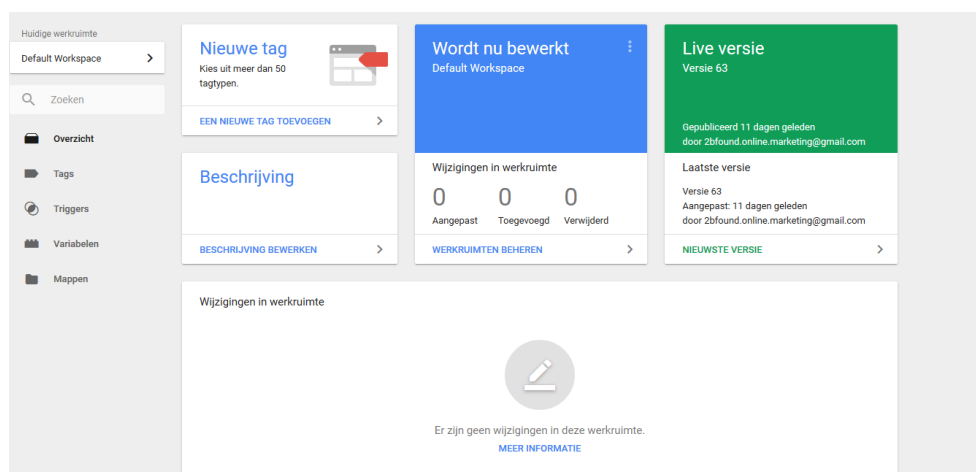 Huidige werkruimte
Default Workspace
Zoeken
Overzicht
Tags
Triggers
Variabelen
Mappen
Nieuwe tag
Kies uit meer dan 50
tagtypen.
EEN NIEUWE TAG TOEVOEGEN
Beschrijving
BESCHRIJVING BEWERKEN
Wordt nu bewerkt
Default Workspace
Wijzigingen in werkruimte
0 0 0
Aangepast Toegevoegd Verwijderd
WERKRUIMTEN BEHEREN
Live versie
Versie 63
Gepubliceerd 11 dagen geleden
door 2bfound.online.marketing@gmail.com
Laatste versie
Versie 63
Aangepast: 11 dagen geleden
door 2bfound.online.marketing@gmail.com
NIEUWSTE VERSIE
Wijzigingen in werkruimte
Er zijn geen wijzigingen in deze werkruimte.
MEER INFORMATIE